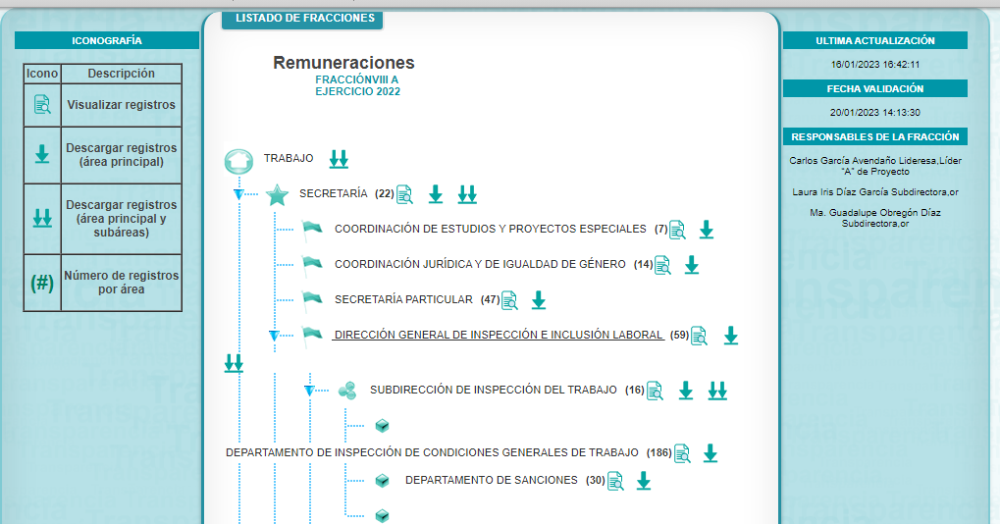 LISTADO DE FRACCIONES
ICONOGRAFÍA
Icono Descripción
Visualizar registros
Descargar registros
(área principal)
Descargar registros
(área principal y
subáreas)
(#) Número de registros
por área
Remuneraciones
FRACCIÓNVIII A
EJERCICIO 2022
TRABAJO
SECRETARÍA (22)
COORDINACIÓN DE ESTUDIOS Y PROYECTOS ESPECIALES (7)
COORDINACIÓN JURÍDICA Y DE IGUALDAD DE GÉNERO (14)
SECRETARÍA PARTICULAR (47)
DIRECCIÓN GENERAL DE INSPECCIÓN E INCLUSIÓN LABORAL (59)
SUBDIRECCIÓN DE INSPECCIÓN DEL TRABAJO (16)
DEPARTAMENTO DE INSPECCIÓN DE CONDICIONES GENERALES DE TRABAJO (186)
DEPARTAMENTO DE SANCIONES (30)
ULTIMA ACTUALIZACIÓN
16/01/2023 16:42:11
FECHA VALIDACIÓN
20/01/2023 14:13:30
RESPONSABLES DE LA FRACCIÓN
Carlos García Avendaño Lideresa,Líder
“A” de Proyecto
Laura Iris Díaz García Subdirectora,or
Ma. Guadalupe Obregón Díaz
Subdirectora,or